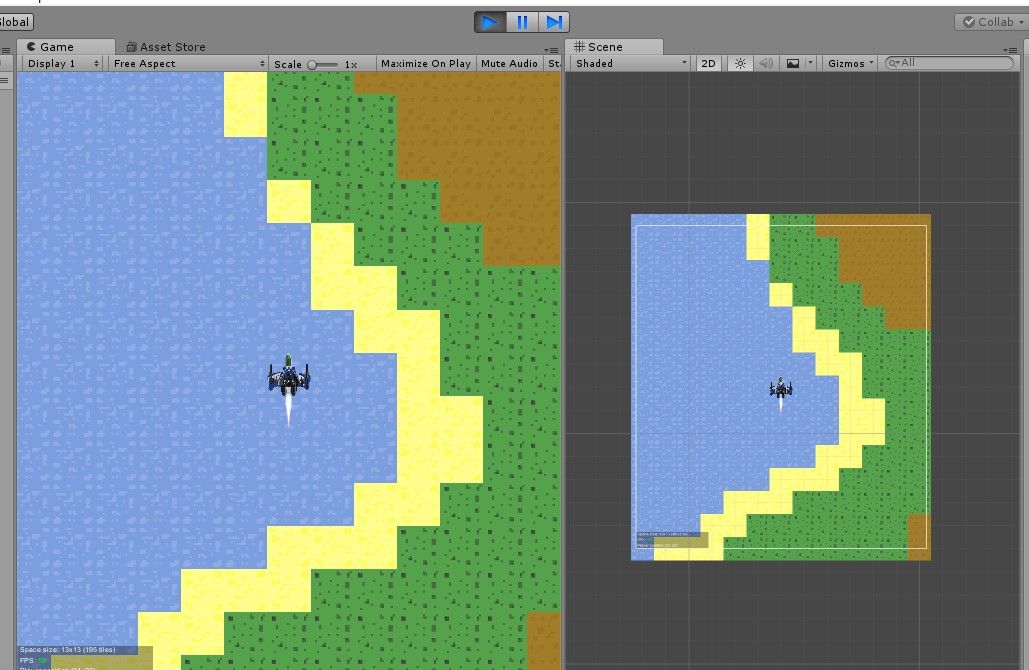 Global
Collab
Game
Asset Store
Scene
Display 1
Free Aspect
Scale
1x
Maximize On Play
Mute Audio
St
Shaded
2D
Gizmos
All
Space size: 13x13 (195 tiles)
FPS: